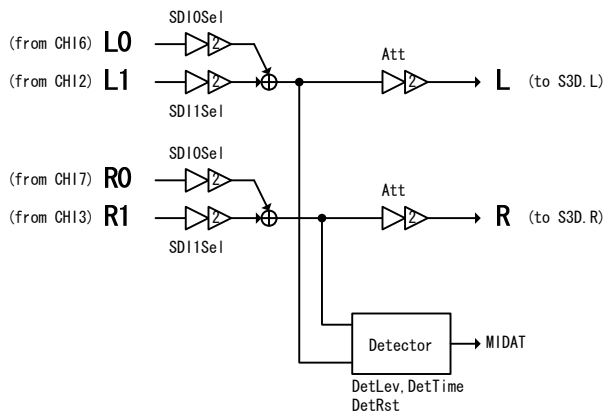 SDI0Sel
(from CHI6) L0 2
Att
(from CHI2) L1 2 2 L (to S3D.L)
SDI1Sel
SDI0Sel
(from CHI7) R0 2
Att
(from CHI3) R1 2 2 R (to S3D.R)
SDI1Sel
Detector MIDAT
DetLev, DetTime
DetRst